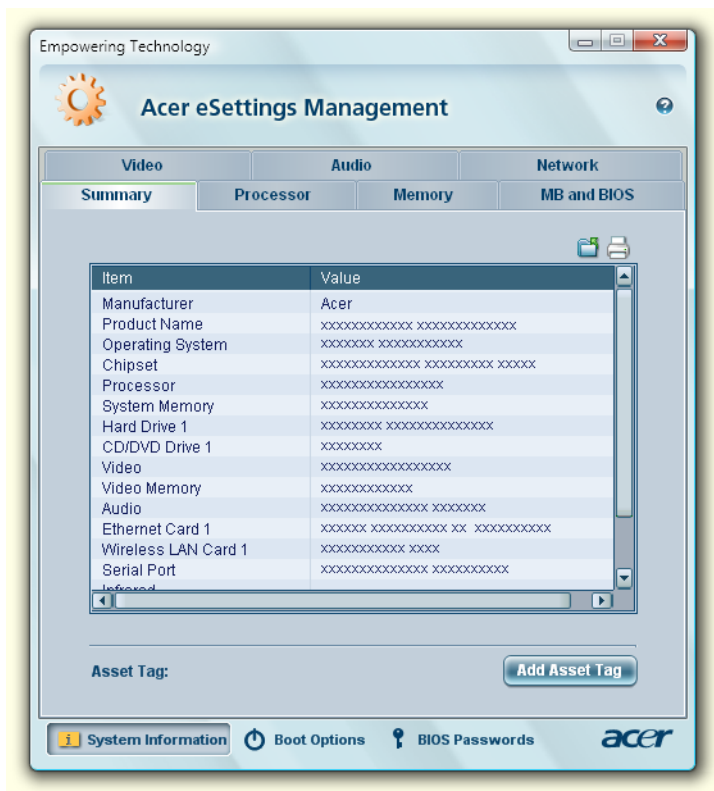 Empowering Technology
Acer eSettings Management
Video Audio Network
Summary Processor Memory MB and BIOS
Item Value
Manufacturer Acer
Product Name xxxxxxxxxxxx xxxxxxxxxxxxx
Operating System xxxxxxx xxxxxxxxxxx
Chipset xxxxxxxxxxxxx xxxxxxxxx xxxxx
Processor xxxxxxxxxxxxxxxx
System Memory xxxxxxxxxxxxxx
Hard Drive 1 xxxxxxxx xxxxxxxxxxxxxx
CD/DVD Drive 1 xxxxxxxx
Video xxxxxxxxxxxxxxxxx
Video Memory xxxxxxxxxxxx
Audio xxxxxxxxxxxxxx xxxxxxx
Ethernet Card 1 xxxxxx xxxxxxxxxx xx xxxxxxxxxx
Wireless LAN Card 1 xxxxxxxxxxx xxxx
Serial Port xxxxxxxxxxxxxx xxxxxxxxxx
Infrared
Asset Tag: Add Asset Tag
System Information Boot Options BIOS Passwords acer